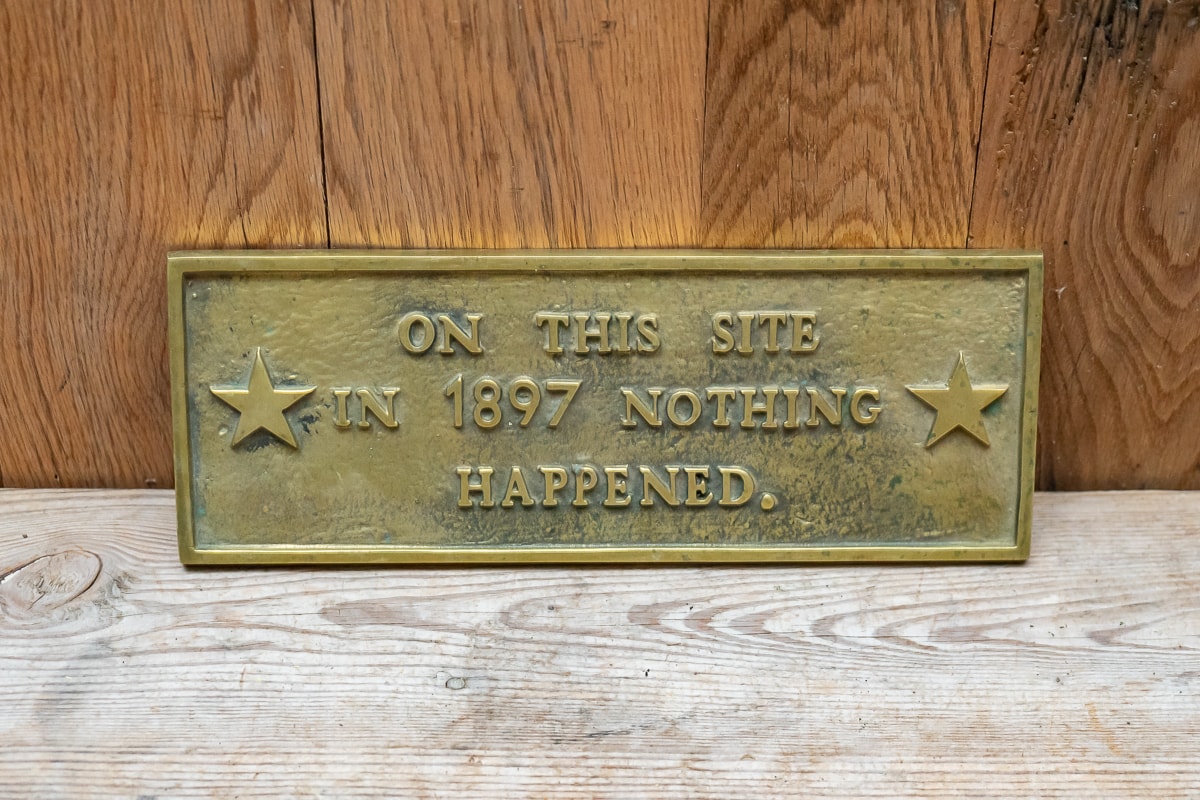 ON THIS SITE
IN 1897 NOTHING
HAPPENED.